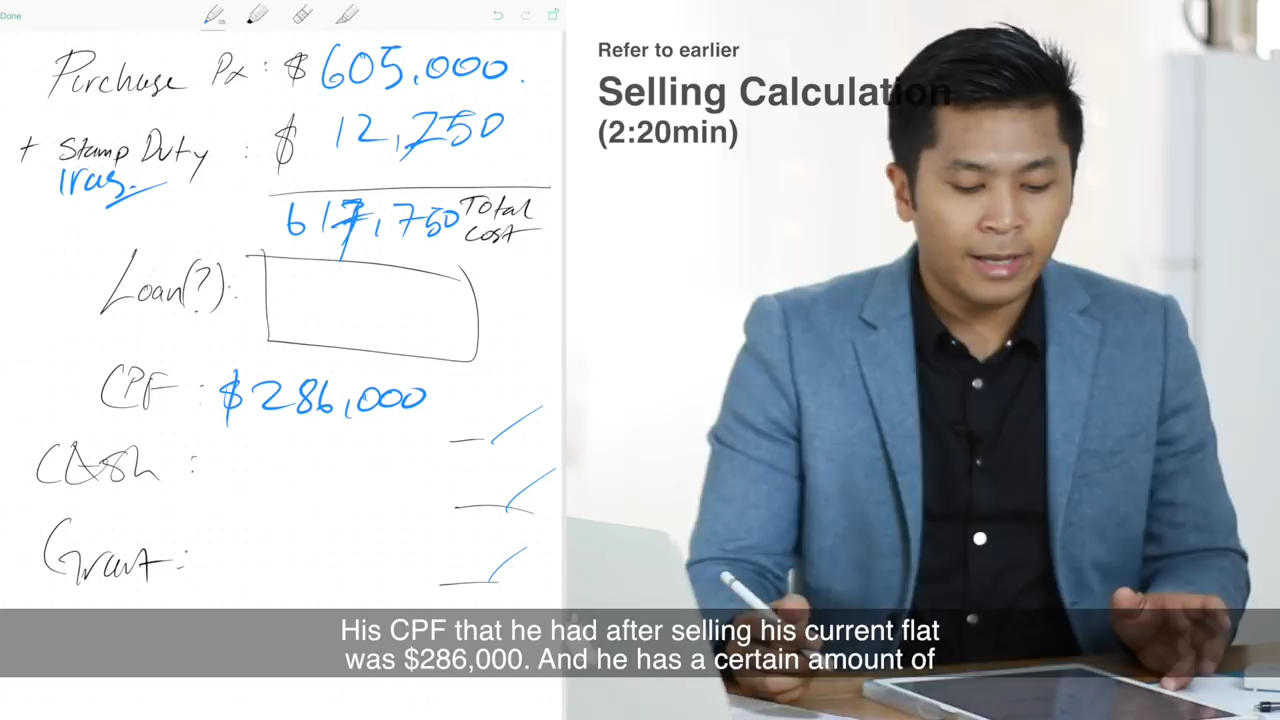 Done
Purchase Px : $ 605,000.
+ Stamp Duty : $ 12,750
Iras.
617,750 Total Cost
Loan(?):
CPF : $286,000
CASh :
Grant:
Refer to earlier
Selling Calculation
(2:20min)
His CPF that he had after selling his current flat
was $286,000. And he has a certain amount of